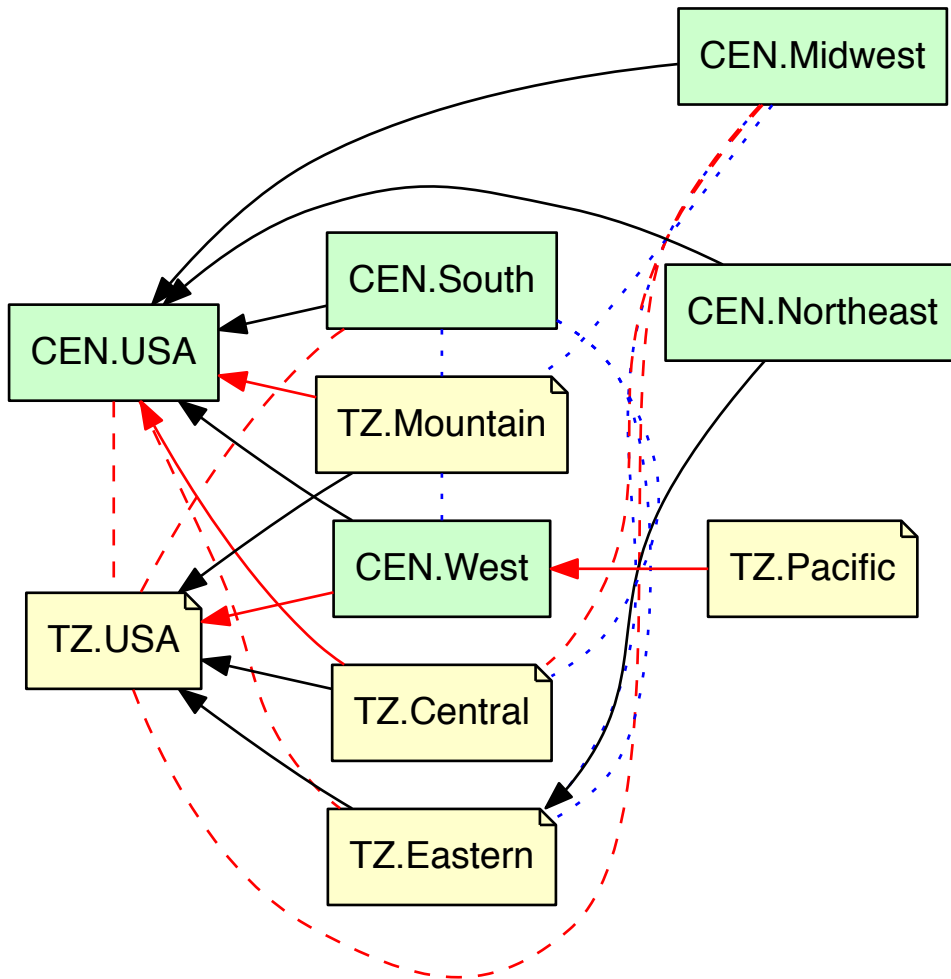 CEN.Midwest
CEN.South
CEN.Northeast
CEN.USA
TZ.Mountain
CEN.West
TZ.Pacific
TZ.USA
TZ.Central
TZ.Eastern